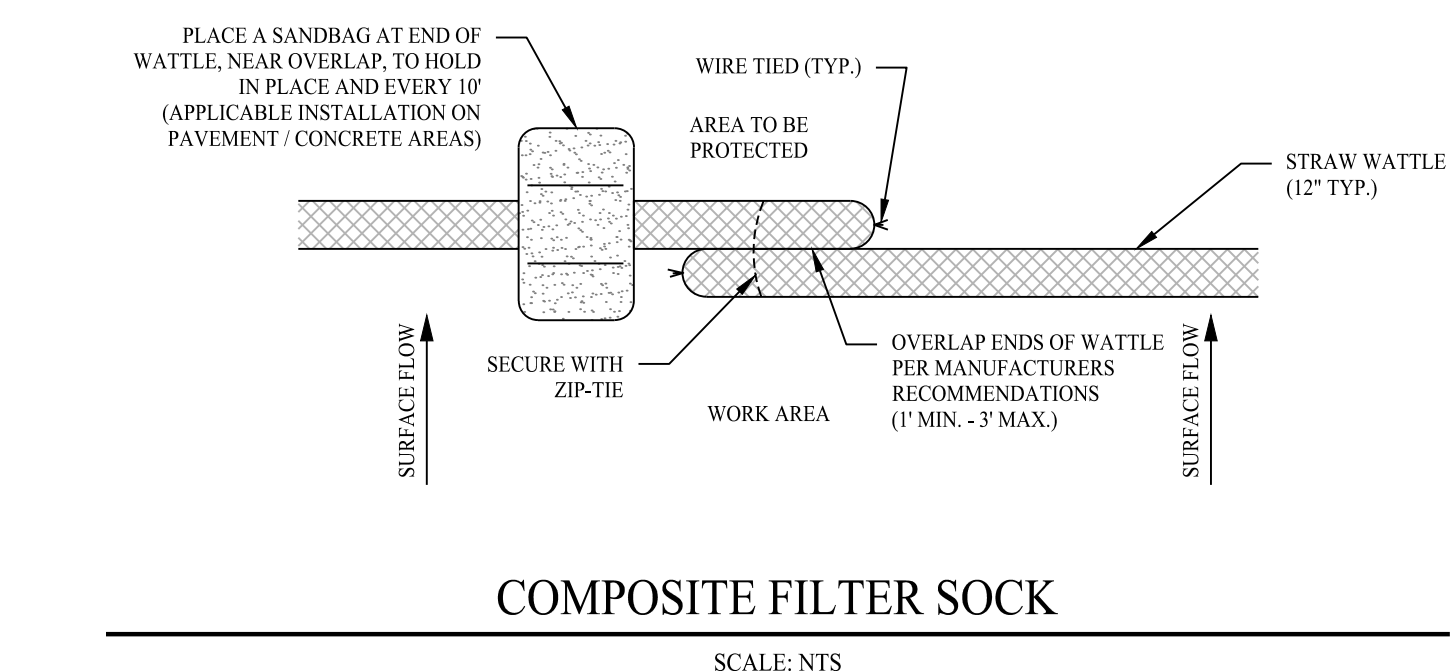 PLACE A SANDBAG AT END OF
WATTLE, NEAR OVERLAP, TO HOLD
IN PLACE AND EVERY 10'
(APPLICABLE INSTALLATION ON
PAVEMENT / CONCRETE AREAS)
WIRE TIED (TYP.)
AREA TO BE
PROTECTED
STRAW WATTLE
(12" TYP.)
SURFACE FLOW
SECURE WITH
ZIP-TIE
WORK AREA
OVERLAP ENDS OF WATTLE
PER MANUFACTURERS
RECOMMENDATIONS
(1' MIN. - 3' MAX.)
SURFACE FLOW
COMPOSITE FILTER SOCK
SCALE: NTS